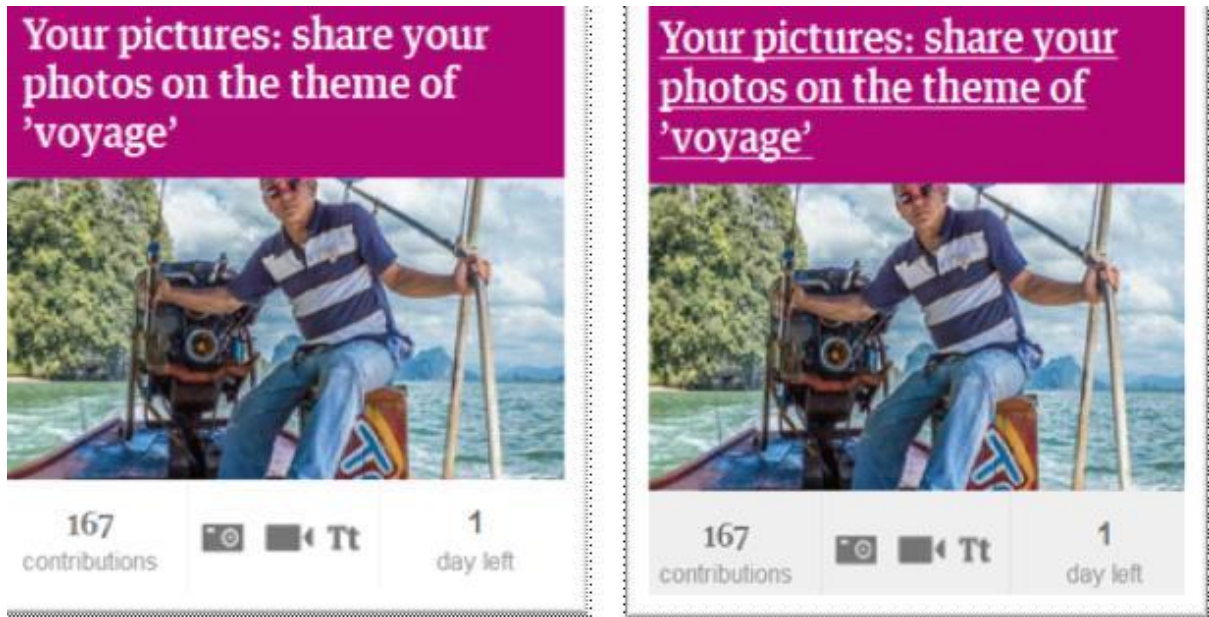 Your pictures: share your
photos on the theme of
’voyage’
167
contributions
Tt
1
day left
Your pictures: share your
photos on the theme of
’voyage’
167
contributions
Tt
1
day left